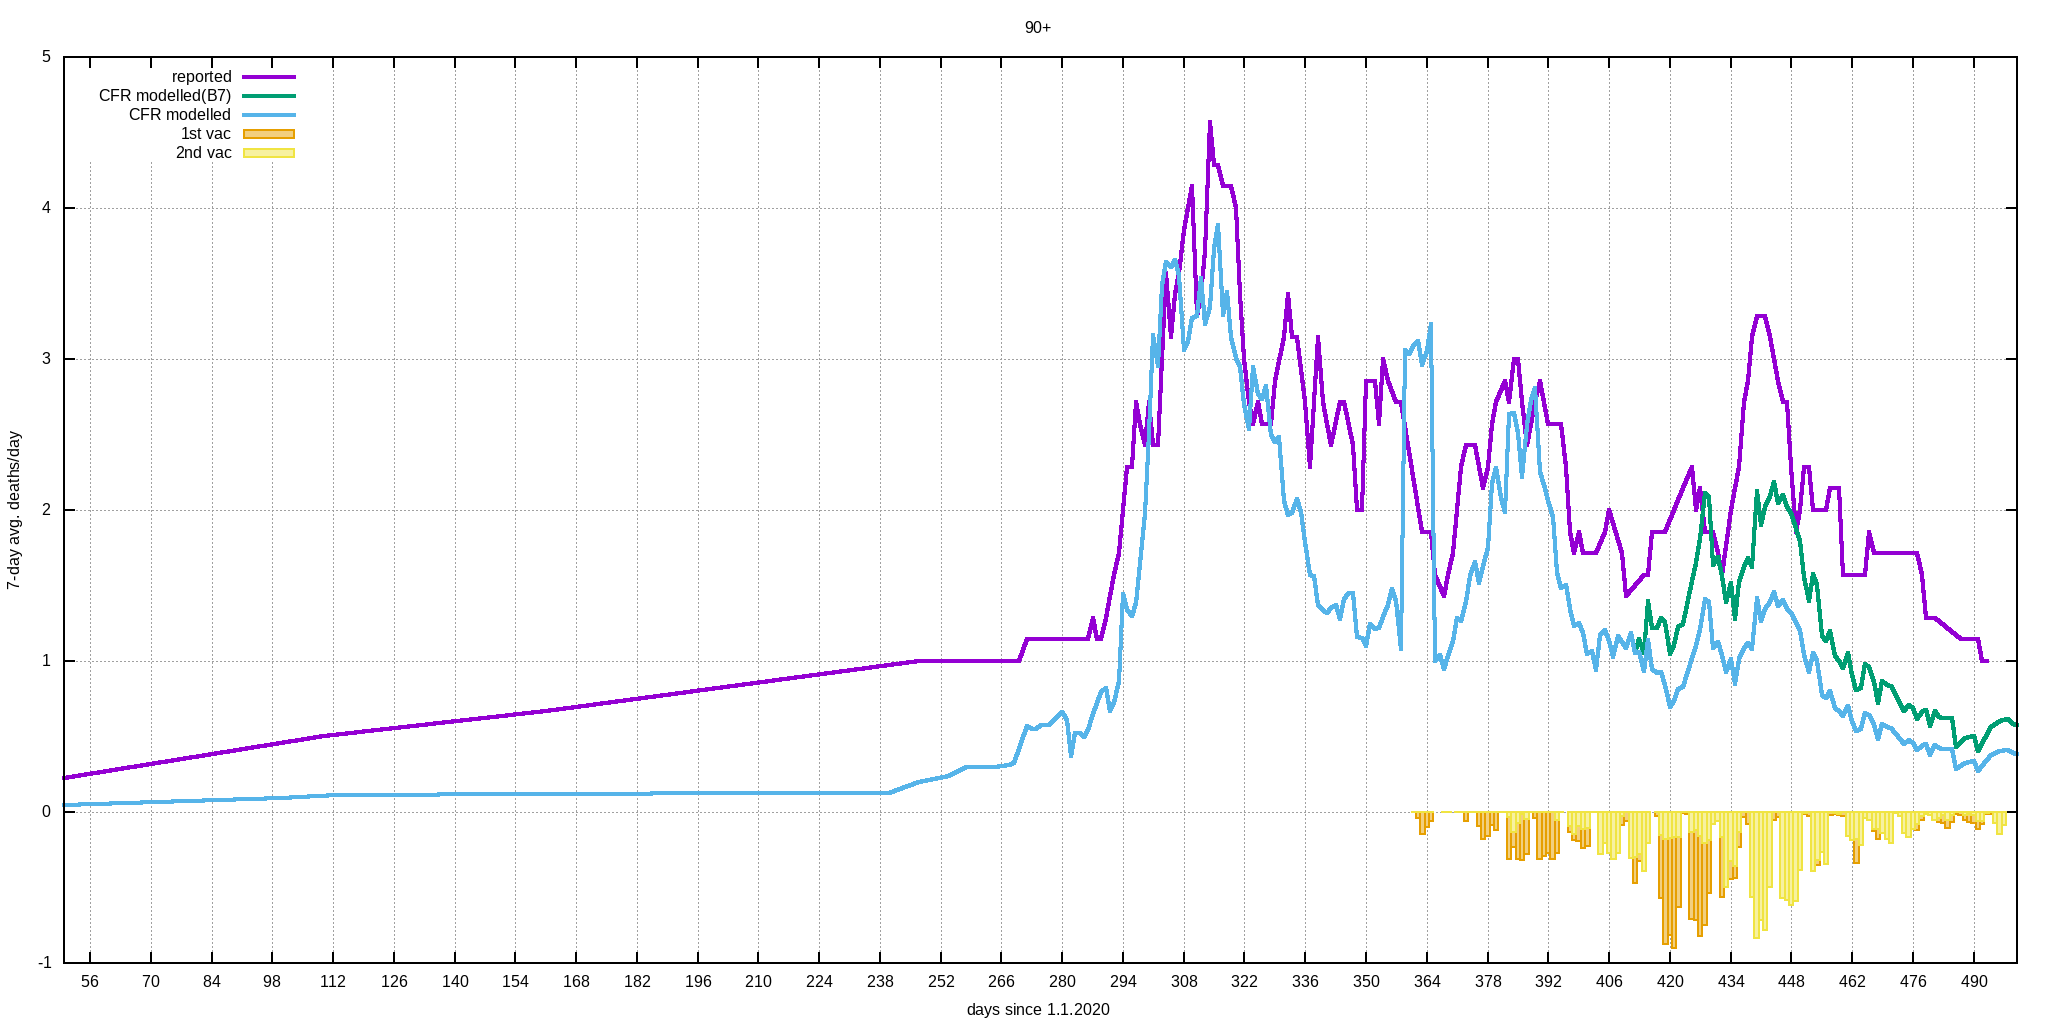 90+
reported
CFR modelled(B7)
CFR modelled
1st vac
2nd vac
5
4
3
2
1
0
-1
7-day avg. deaths/day
56 70 84 98 112 126 140 154 168 182 196 210 224 238 252 266 280 294 308 322 336 350 364 378 392 406 420 434 448 462 476 490
days since 1.1.2020